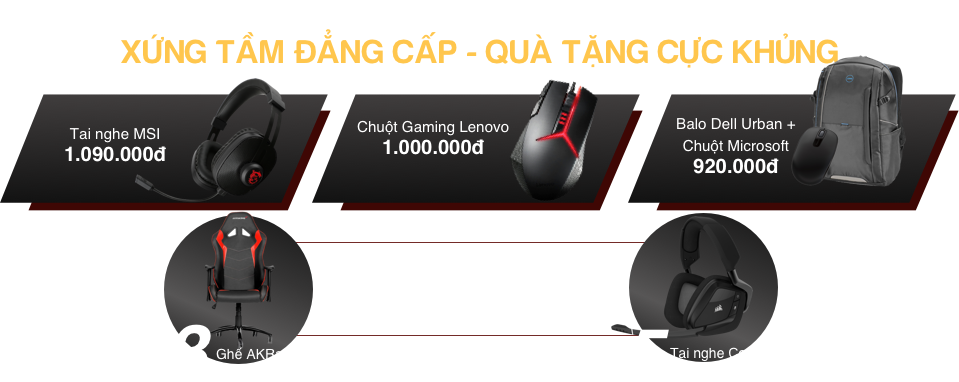 XỨNG TẦM ĐẲNG CẤP - QUÀ TẶNG CỰC KHỦNG
Tai nghe MSI
1.090.000đ
Chuột Gaming Lenovo
1.000.000đ
Balo Dell Urban +
Chuột Microsoft
920.000đ
Ghế
Tai nghe